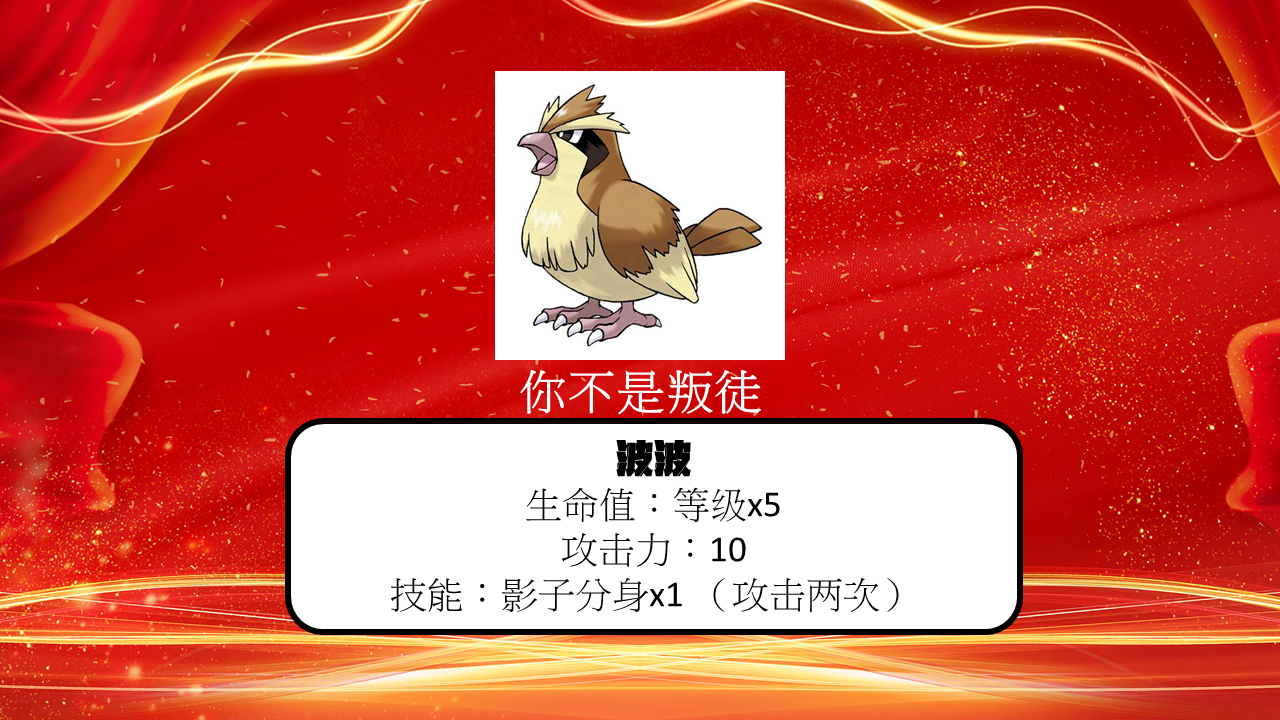 你不是叛徒
波波
生命值：等级x5
攻击力：10
技能：影子分身x1 （攻击两次）